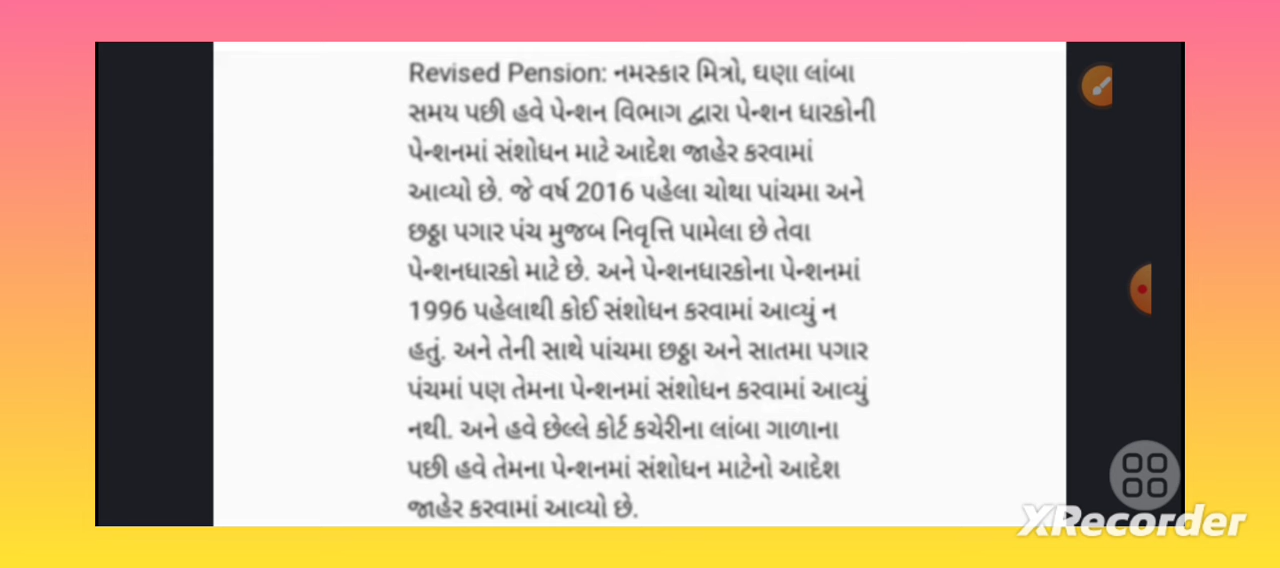 Revised Pension: નમસ્કાર મિત્રો, ઘણા લાંબા
સમય પછી હવે પેન્શન વિભાગ દ્વારા પેન્શન ધારકોની
પેન્શનમાં સંશોધન માટે આદેશ જાહેર કરવામાં
આવ્યો છે. જે વર્ષ 2016 પહેલા ચોથા પાંચમા અને
છઠ્ઠા પગાર પંચ મુજબ નિવૃત્તિ પામેલા છે તેવા
પેન્શનધારકો માટે છે. અને પેન્શનધારકોના પેન્શનમાં
1996 પહેલાથી કોઈ સંશોધન કરવામાં આવ્યું ન
હતું. અને તેની સાથે પાંચમા છઠ્ઠા અને સાતમા પગાર
પંચમાં પણ તેમના પેન્શનમાં સંશોધન કરવામાં આવ્યું
નથી. અને હવે છેલ્લે કોર્ટ કચેરીના લાંબા ગાળાના
પછી હવે તેમના પેન્શનમાં સંશોધન માટેનો આદેશ
જાહેર કરવામાં આવ્યો છે.
XRecorder